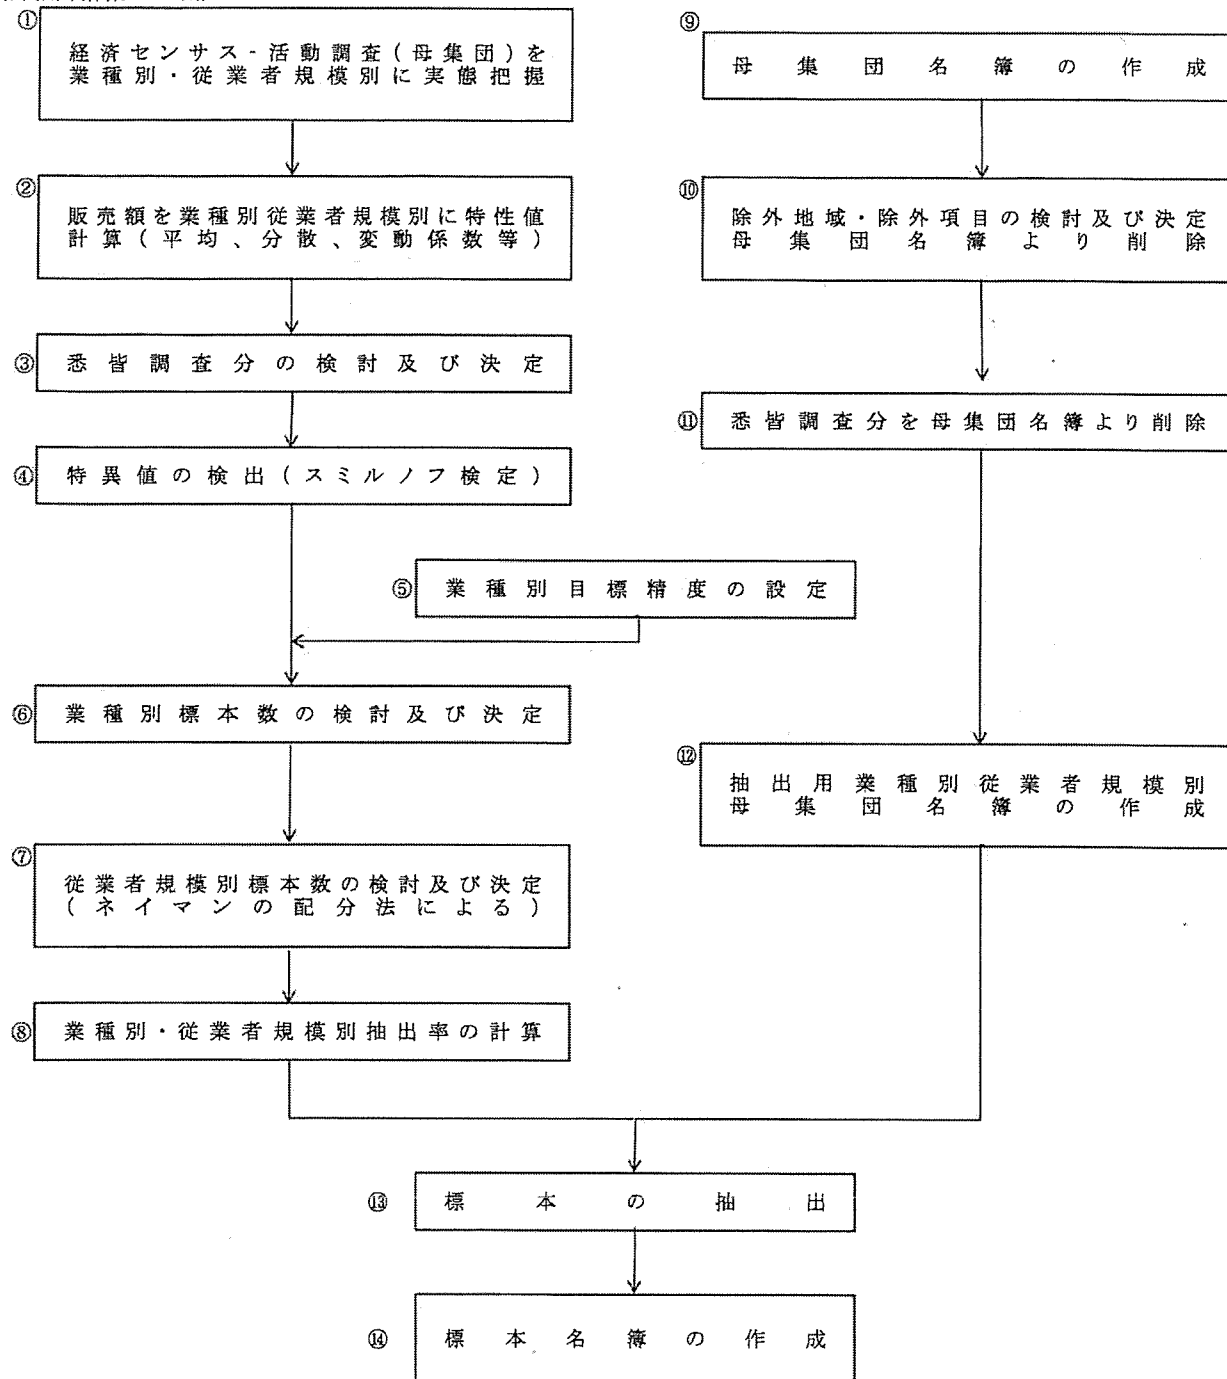 ①
経済センサス‐活動調査(母集団)を
業種別・従業者規模別に実態把握
②
販売額を業種別従業者規模別に特性値
計算(平均、分散、変動係数等)
③ 悉皆調査分の検討及び決定
④ 特異値の検出(スミルノフ検定)
⑤ 業種別目標精度の設定
⑥ 業種別標本数の検討及び決定
⑦
従業者規模別標本数の検討及び決定
(ネイマンの配分法による)
⑧ 業種別・従業者規模別抽出率の計算
⑨
母集団名簿の作成
⑩
除外地域・除外項目の検討及び決定
母集団名簿より削除
⑪ 悉皆調査分を母集団名簿より削除
⑫
抽出用業種別従業者規模別
母集団名簿の作成
⑬ 標本の抽出
⑭ 標本名簿の作成